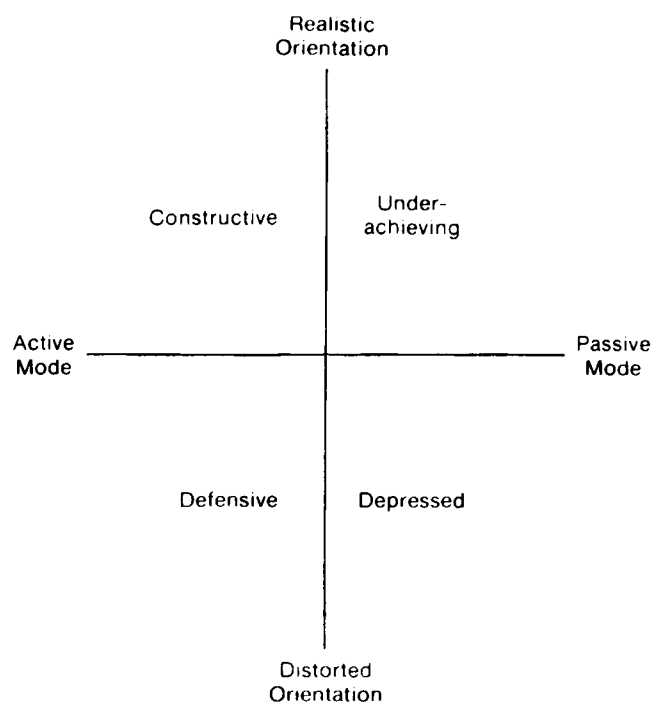 Realistic
Orientation
Constructive
Under-
achieving
Active
Mode
Passive
Mode
Defensive
Depressed
Distorted
Orientation